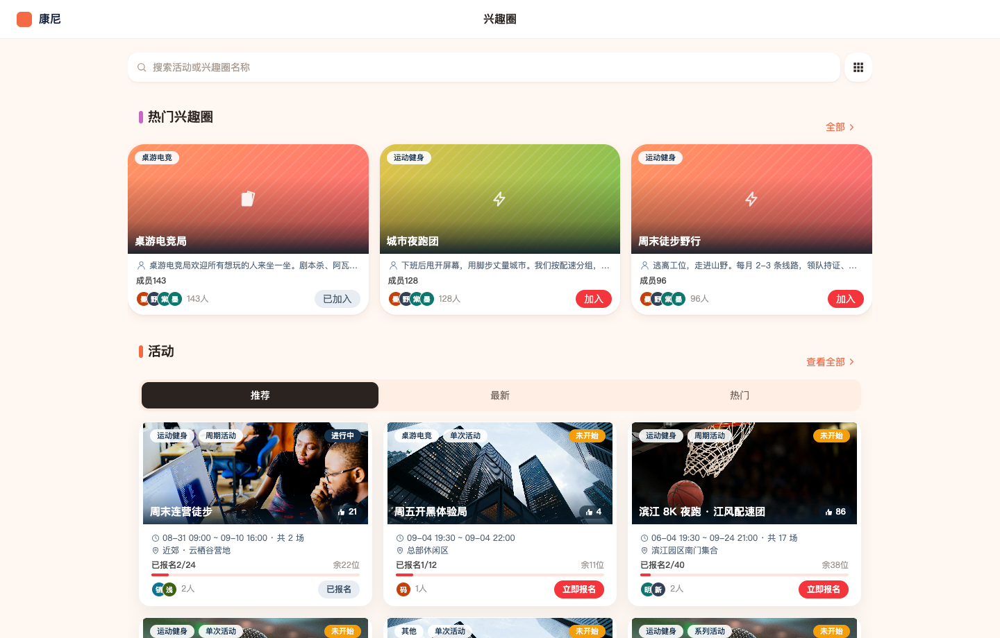 康尼
兴趣圈
搜索活动或兴趣圈名称
热门兴趣圈
全部
桌游电竞
桌游电竞局
桌游电竞局欢迎所有想玩的人来坐一坐。剧本杀、阿瓦…
成员143
野
143人
已加入
运动健身
城市夜跑团
下班后甩开屏幕，用脚步丈量城市。我们按配速分组，…
成员128
野
128人
加入
运动健身
周末徒步野行
逃离工位，走进山野。每月 2–3 条线路，领队持证、…
成员96
野
96人
加入
活动
查看全部
推荐
最新
热门
运动健身
周期活动
进行中
周末连营徒步
21
08–31 09:00 ~ 09–10 16:00 · 共 2 场
近郊 · 云栖谷营地
已报名2/24
余22位
销
浅
2人
已报名
桌游电竞
单次活动
未开始
周五开黑体验局
4
09–04 19:30 ~ 09–04 22:00
总部休闲区
已报名1/12
余11位
码
1人
立即报名
运动健身
周期活动
未开始
滨江 8K 夜跑 · 江风配速团
86
06–04 19:30 ~ 09–24 21:00 · 共 17 场
滨江园区南门集合
已报名2/40
余38位
明
新
2人
立即报名
运动健身
单次活动
未开始
其他
单次活动
未开始
运动健身
系列活动
未开始